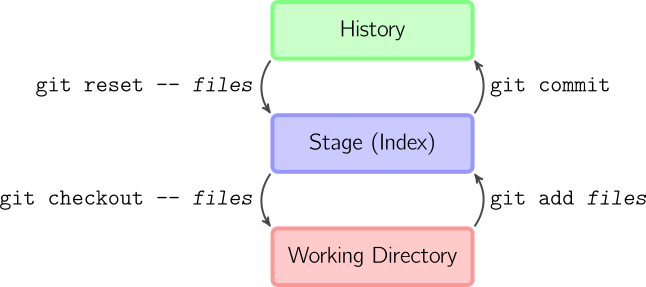 History
git reset -- files
git commit
Stage (Index)
git checkout -- files
git add files
Working Directory